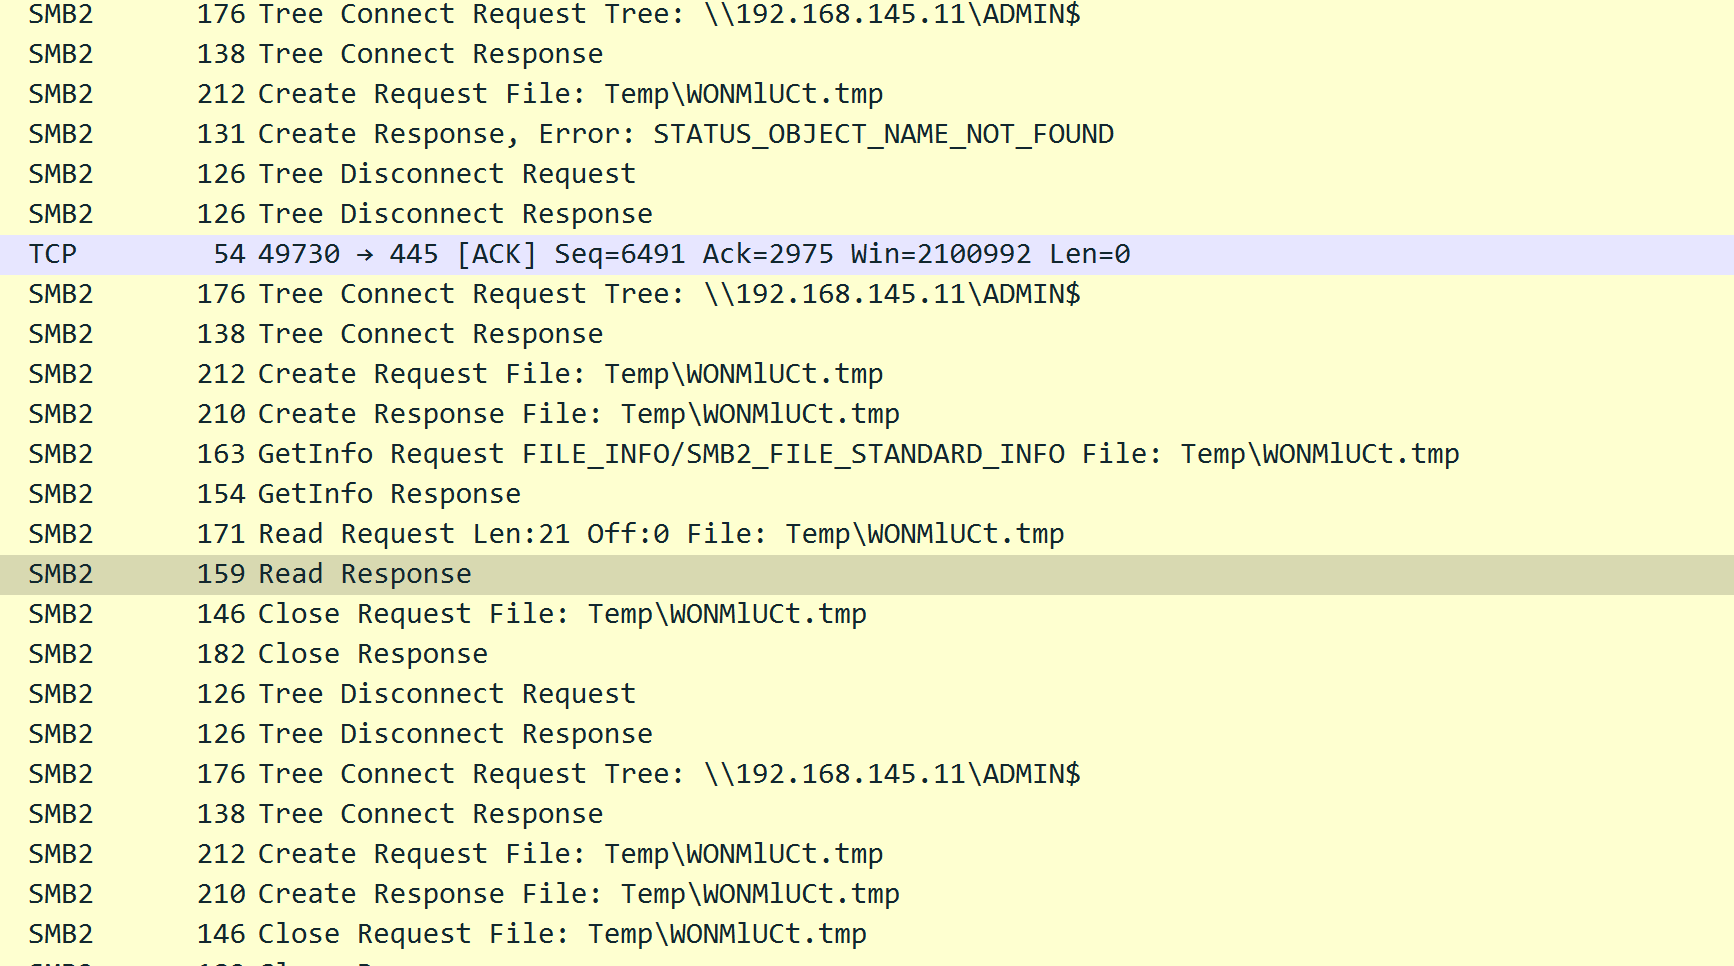 SMB2 176 Tree Connect Request Tree: \\192.168.145.11\ADMIN$
SMB2 138 Tree Connect Response
SMB2 212 Create Request File: Temp\WONMlUCt.tmp
SMB2 131 Create Response, Error: STATUS_OBJECT_NAME_NOT_FOUND
SMB2 126 Tree Disconnect Request
SMB2 126 Tree Disconnect Response
TCP 54 49730 → 445 [ACK] Seq=6491 Ack=2975 Win=2100992 Len=0
SMB2 176 Tree Connect Request Tree: \\192.168.145.11\ADMIN$
SMB2 138 Tree Connect Response
SMB2 212 Create Request File: Temp\WONMlUCt.tmp
SMB2 210 Create Response File: Temp\WONMlUCt.tmp
SMB2 163 GetInfo Request FILE_INFO/SMB2_FILE_STANDARD_INFO File: Temp\WONMlUCt.tmp
SMB2 154 GetInfo Response
SMB2 171 Read Request Len:21 Off:0 File: Temp\WONMlUCt.tmp
SMB2 159 Read Response
SMB2 146 Close Request File: Temp\WONMlUCt.tmp
SMB2 182 Close Response
SMB2 126 Tree Disconnect Request
SMB2 126 Tree Disconnect Response
SMB2 176 Tree Connect Request Tree: \\192.168.145.11\ADMIN$
SMB2 138 Tree Connect Response
SMB2 212 Create Request File: Temp\WONMlUCt.tmp
SMB2 210 Create Response File: Temp\WONMlUCt.tmp
SMB2 146 Close Request File: Temp\WONMlUCt.tmp